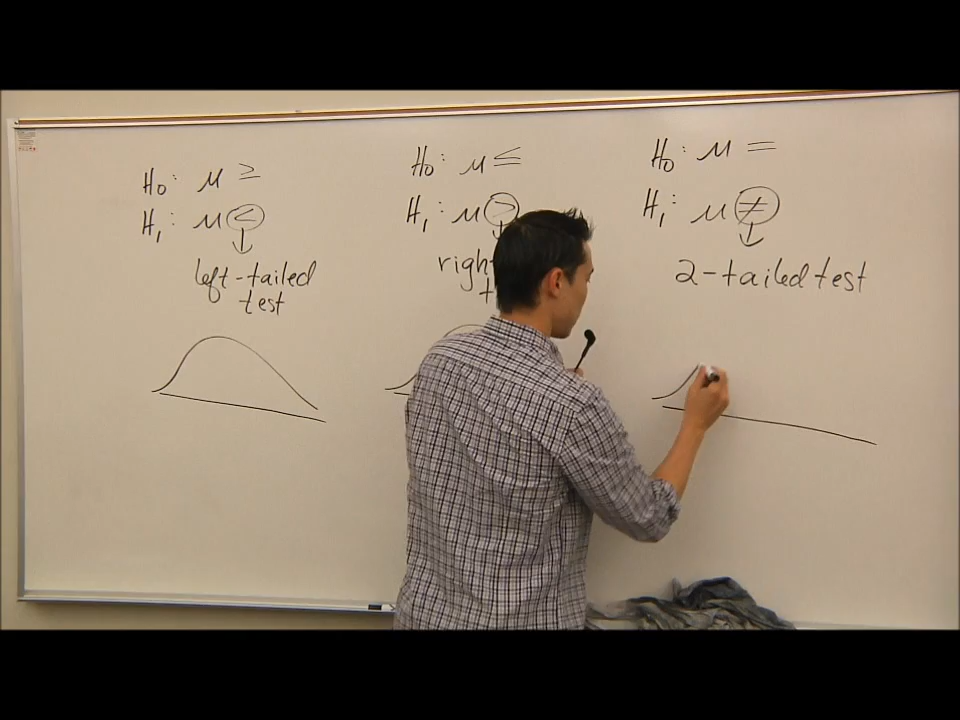 H₀: μ ≥
H₁: μ <
left-tailed
test
H₀: μ ≤
H₁: μ >
H₀: μ =
H₁: μ ≠
2-tailed test